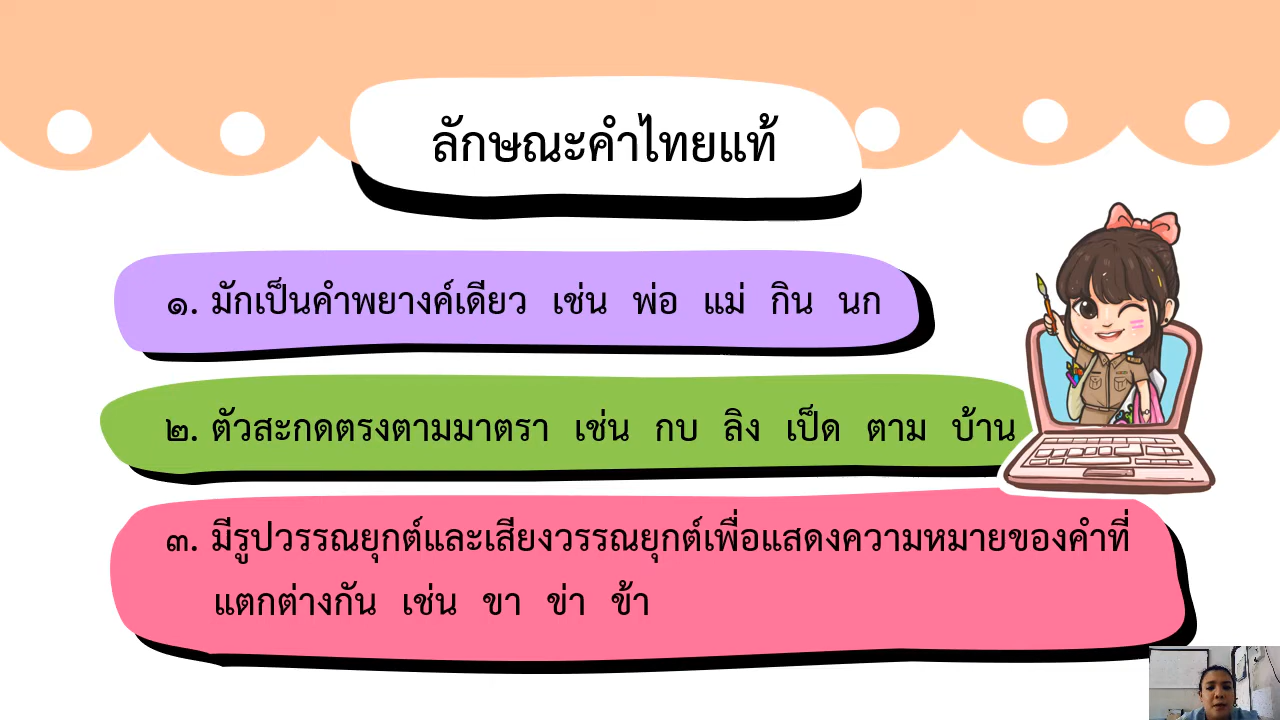 ลักษณะคำไทยแท้
๑. มักเป็นคำพยางค์เดียว เช่น พ่อ แม่ กิน นก
๒. ตัวสะกดตรงตามมาตรา เช่น กบ ลิง เป็ด ตาม บ้าน
๓. มีรูปวรรณยุกต์และเสียงวรรณยุกต์เพื่อแสดงความหมายของคำที่
แตกต่างกัน เช่น ขา ข่า ข้า